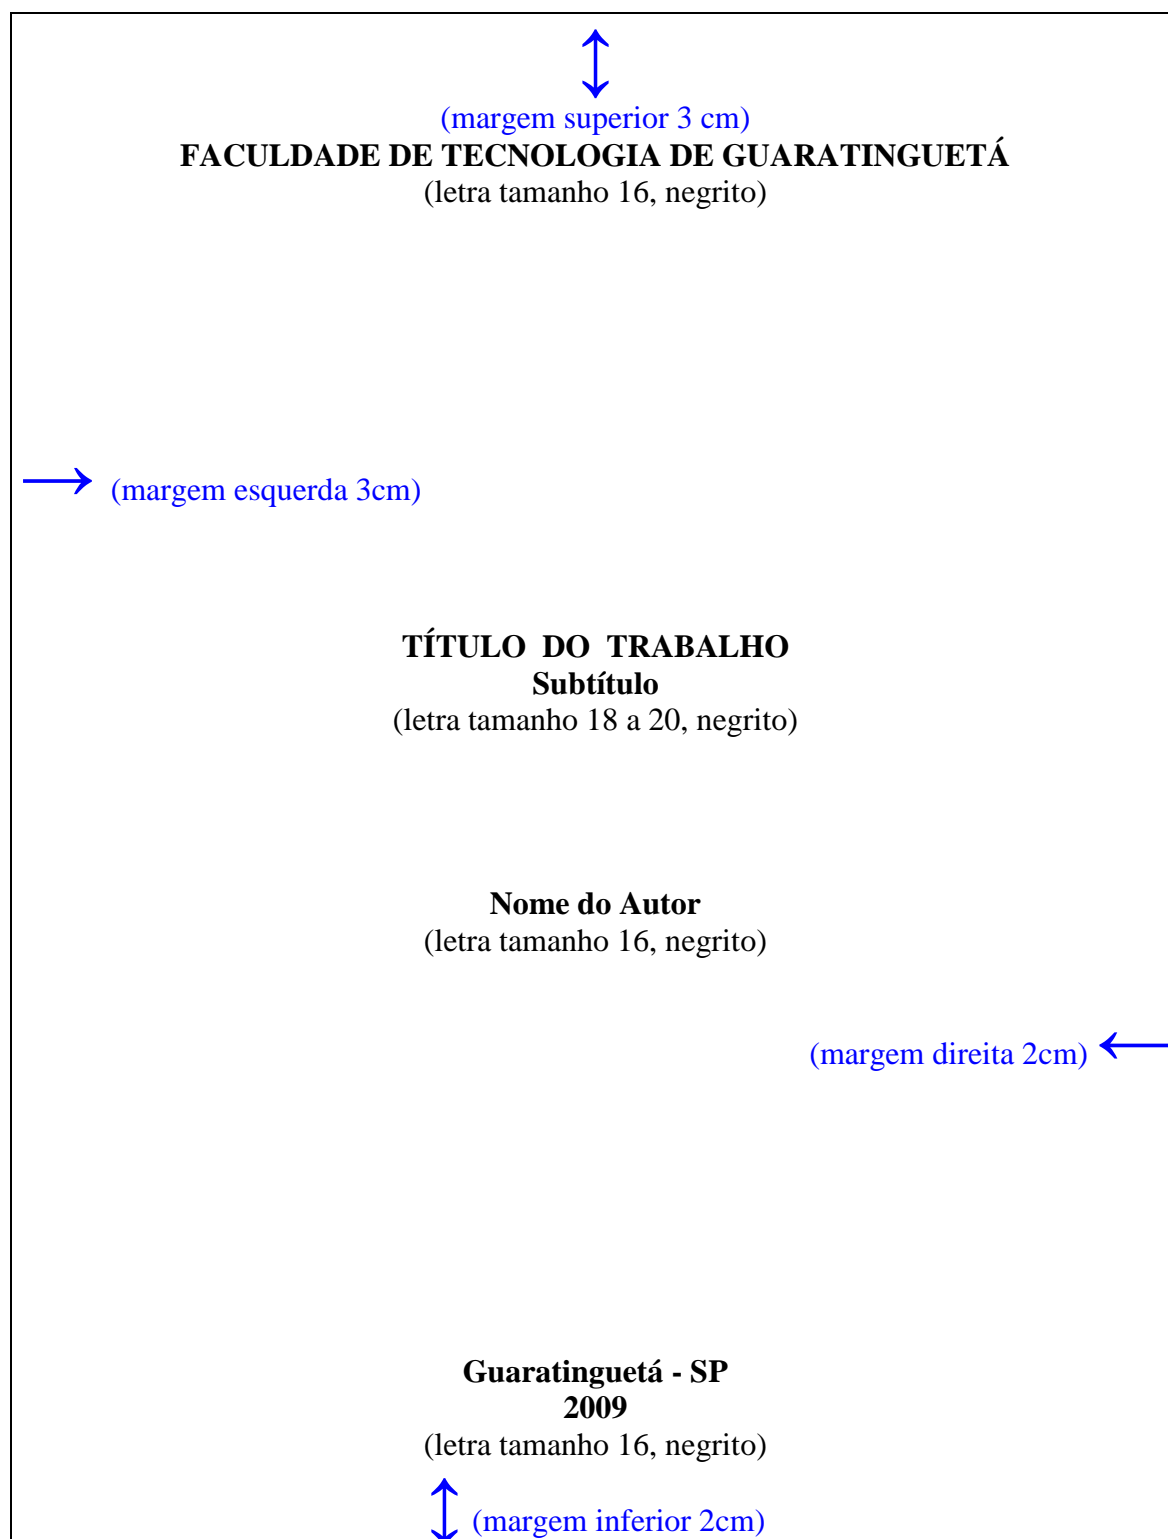 (margem superior 3 cm)
FACULDADE DE TECNOLOGIA DE GUARATINGUETÁ
(letra tamanho 16, negrito)
(margem esquerda 3cm)
TÍTULO DO TRABALHO
Subtítulo
(letra tamanho 18 a 20, negrito)
Nome do Autor
(letra tamanho 16, negrito)
(margem direita 2cm)
Guaratinguetá - SP
2009
(letra tamanho 16, negrito)
(margem inferior 2cm)